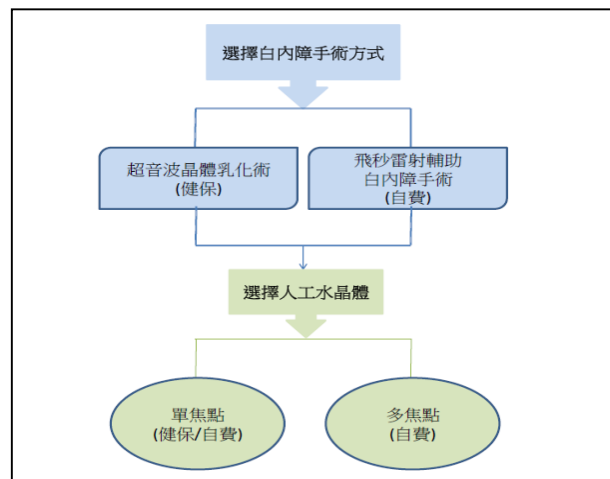 選擇白內障手術方式
超音波晶體乳化術
(健保)
飛秒雷射輔助
白內障手術
(自費)
選擇人工水晶體
單焦點
(健保/自費)
多焦點
(自費)